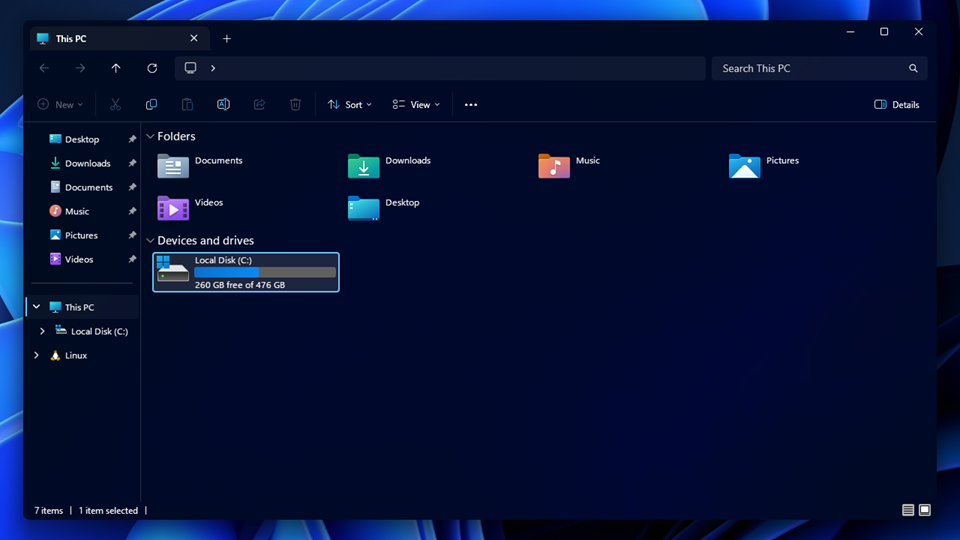 This PC
Search This PC
New
Sort
View
Details
Desktop
Downloads
Documents
Music
Pictures
Videos
This PC
Local Disk (C:)
Linux
Folders
Documents
Downloads
Music
Pictures
Videos
Desktop
Devices and drives
Local Disk (C:)
260 GB free of 476 GB
7 items
1 item selected